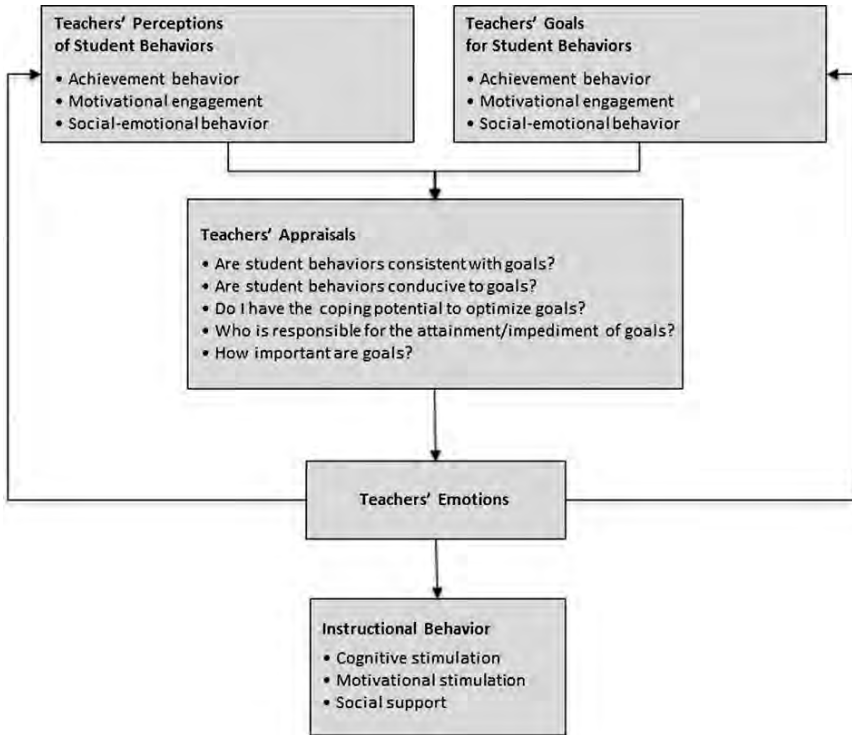 Teachers' Perceptions
of Student Behaviors
• Achievement behavior
• Motivational engagement
• Social-emotional behavior
Teachers' Goals
for Student Behaviors
• Achievement behavior
• Motivational engagement
• Social-emotional behavior
Teachers' Appraisals
• Are student behaviors consistent with goals?
• Are student behaviors conducive to goals?
• Do I have the coping potential to optimize goals?
• Who is responsible for the attainment/impediment of goals?
• How important are goals?
Teachers' Emotions
Instructional Behavior
• Cognitive stimulation
• Motivational stimulation
• Social support